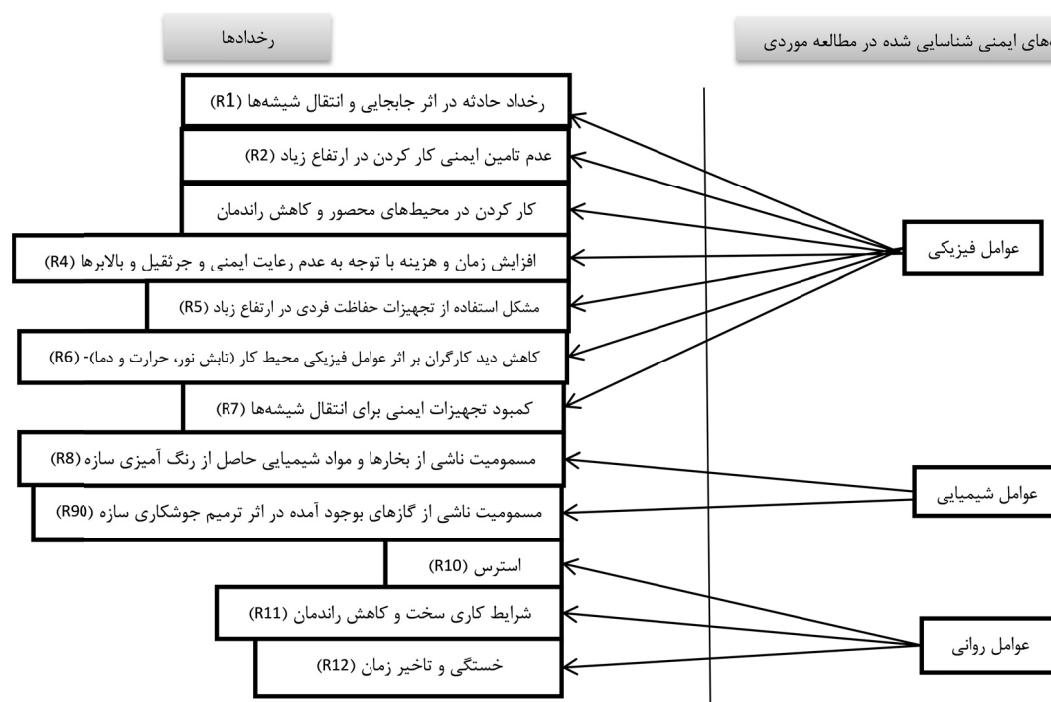 های ایمنی شناسایی شده در مطالعه موردی
رخدادها
رخداد حادثه در اثر جابجایی و انتقال شیشه‌ها (R1)
عدم تامین ایمنی کار کردن در ارتفاع زیاد (R2)
کار کردن در محیط‌های محصور و کاهش راندمان
افزایش زمان و هزینه با توجه به عدم رعایت ایمنی و جرثقیل و بالابرها (R4)
مشکل استفاده از تجهیزات حفاظت فردی در ارتفاع زیاد (R5)
کاهش دید کارگران بر اثر عوامل فیزیکی محیط کار (تابش نور، حرارت و دما)- (R6)
کمبود تجهیزات ایمنی برای انتقال شیشه‌ها (R7)
مسمومیت ناشی از بخارها و مواد شیمیایی حاصل از رنگ آمیزی سازه (R8)
مسمومیت ناشی از گازهای بوجود آمده در اثر ترمیم جوشکاری سازه (R90)
استرس (R10)
شرایط کاری سخت و کاهش راندمان (R11)
خستگی و تاخیر زمان (R12)
عوامل فیزیکی
عوامل شیمیایی
عوامل روانی